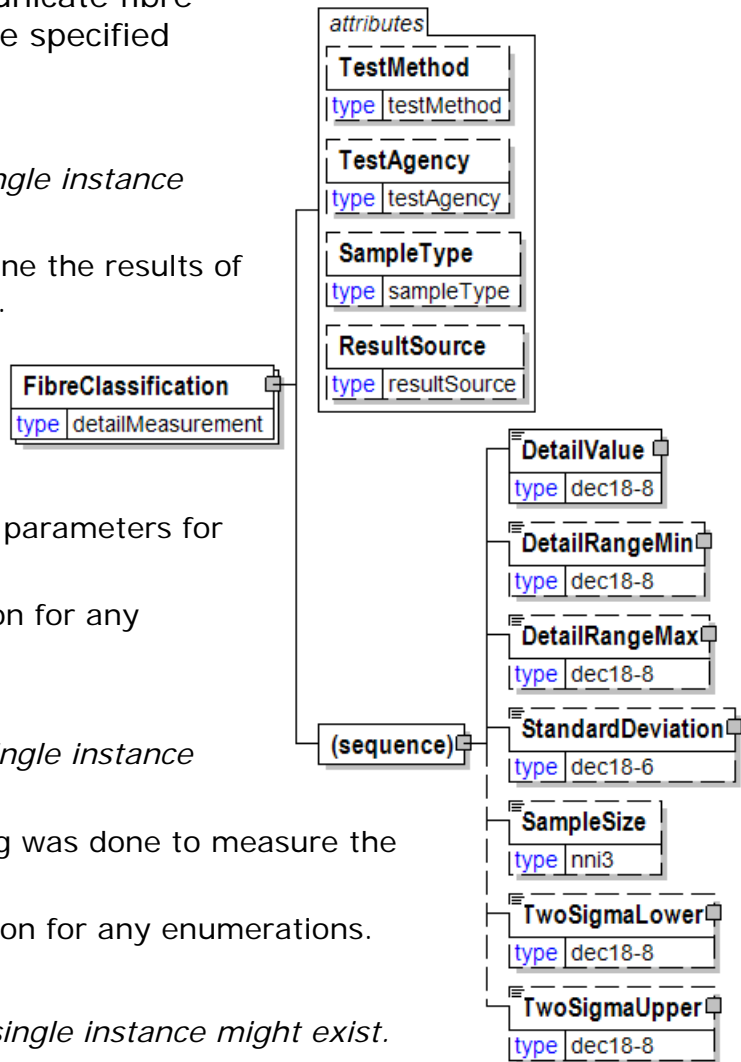 unicate fibre
e specified
ngle instance
ne the results of
.
parameters for
on for any
ingle instance
g was done to measure the
on for any enumerations.
single instance might exist.
FibreClassification
type detailMeasurement
attributes
TestMethod
type testMethod
TestAgency
type testAgency
SampleType
type sampleType
ResultSource
type resultSource
(sequence)
DetailValue
type dec18-8
DetailRangeMin
type dec18-8
DetailRangeMax
type dec18-8
StandardDeviation
type dec18-6
SampleSize
type nni3
TwoSigmaLower
type dec18-8
TwoSigmaUpper
type dec18-8